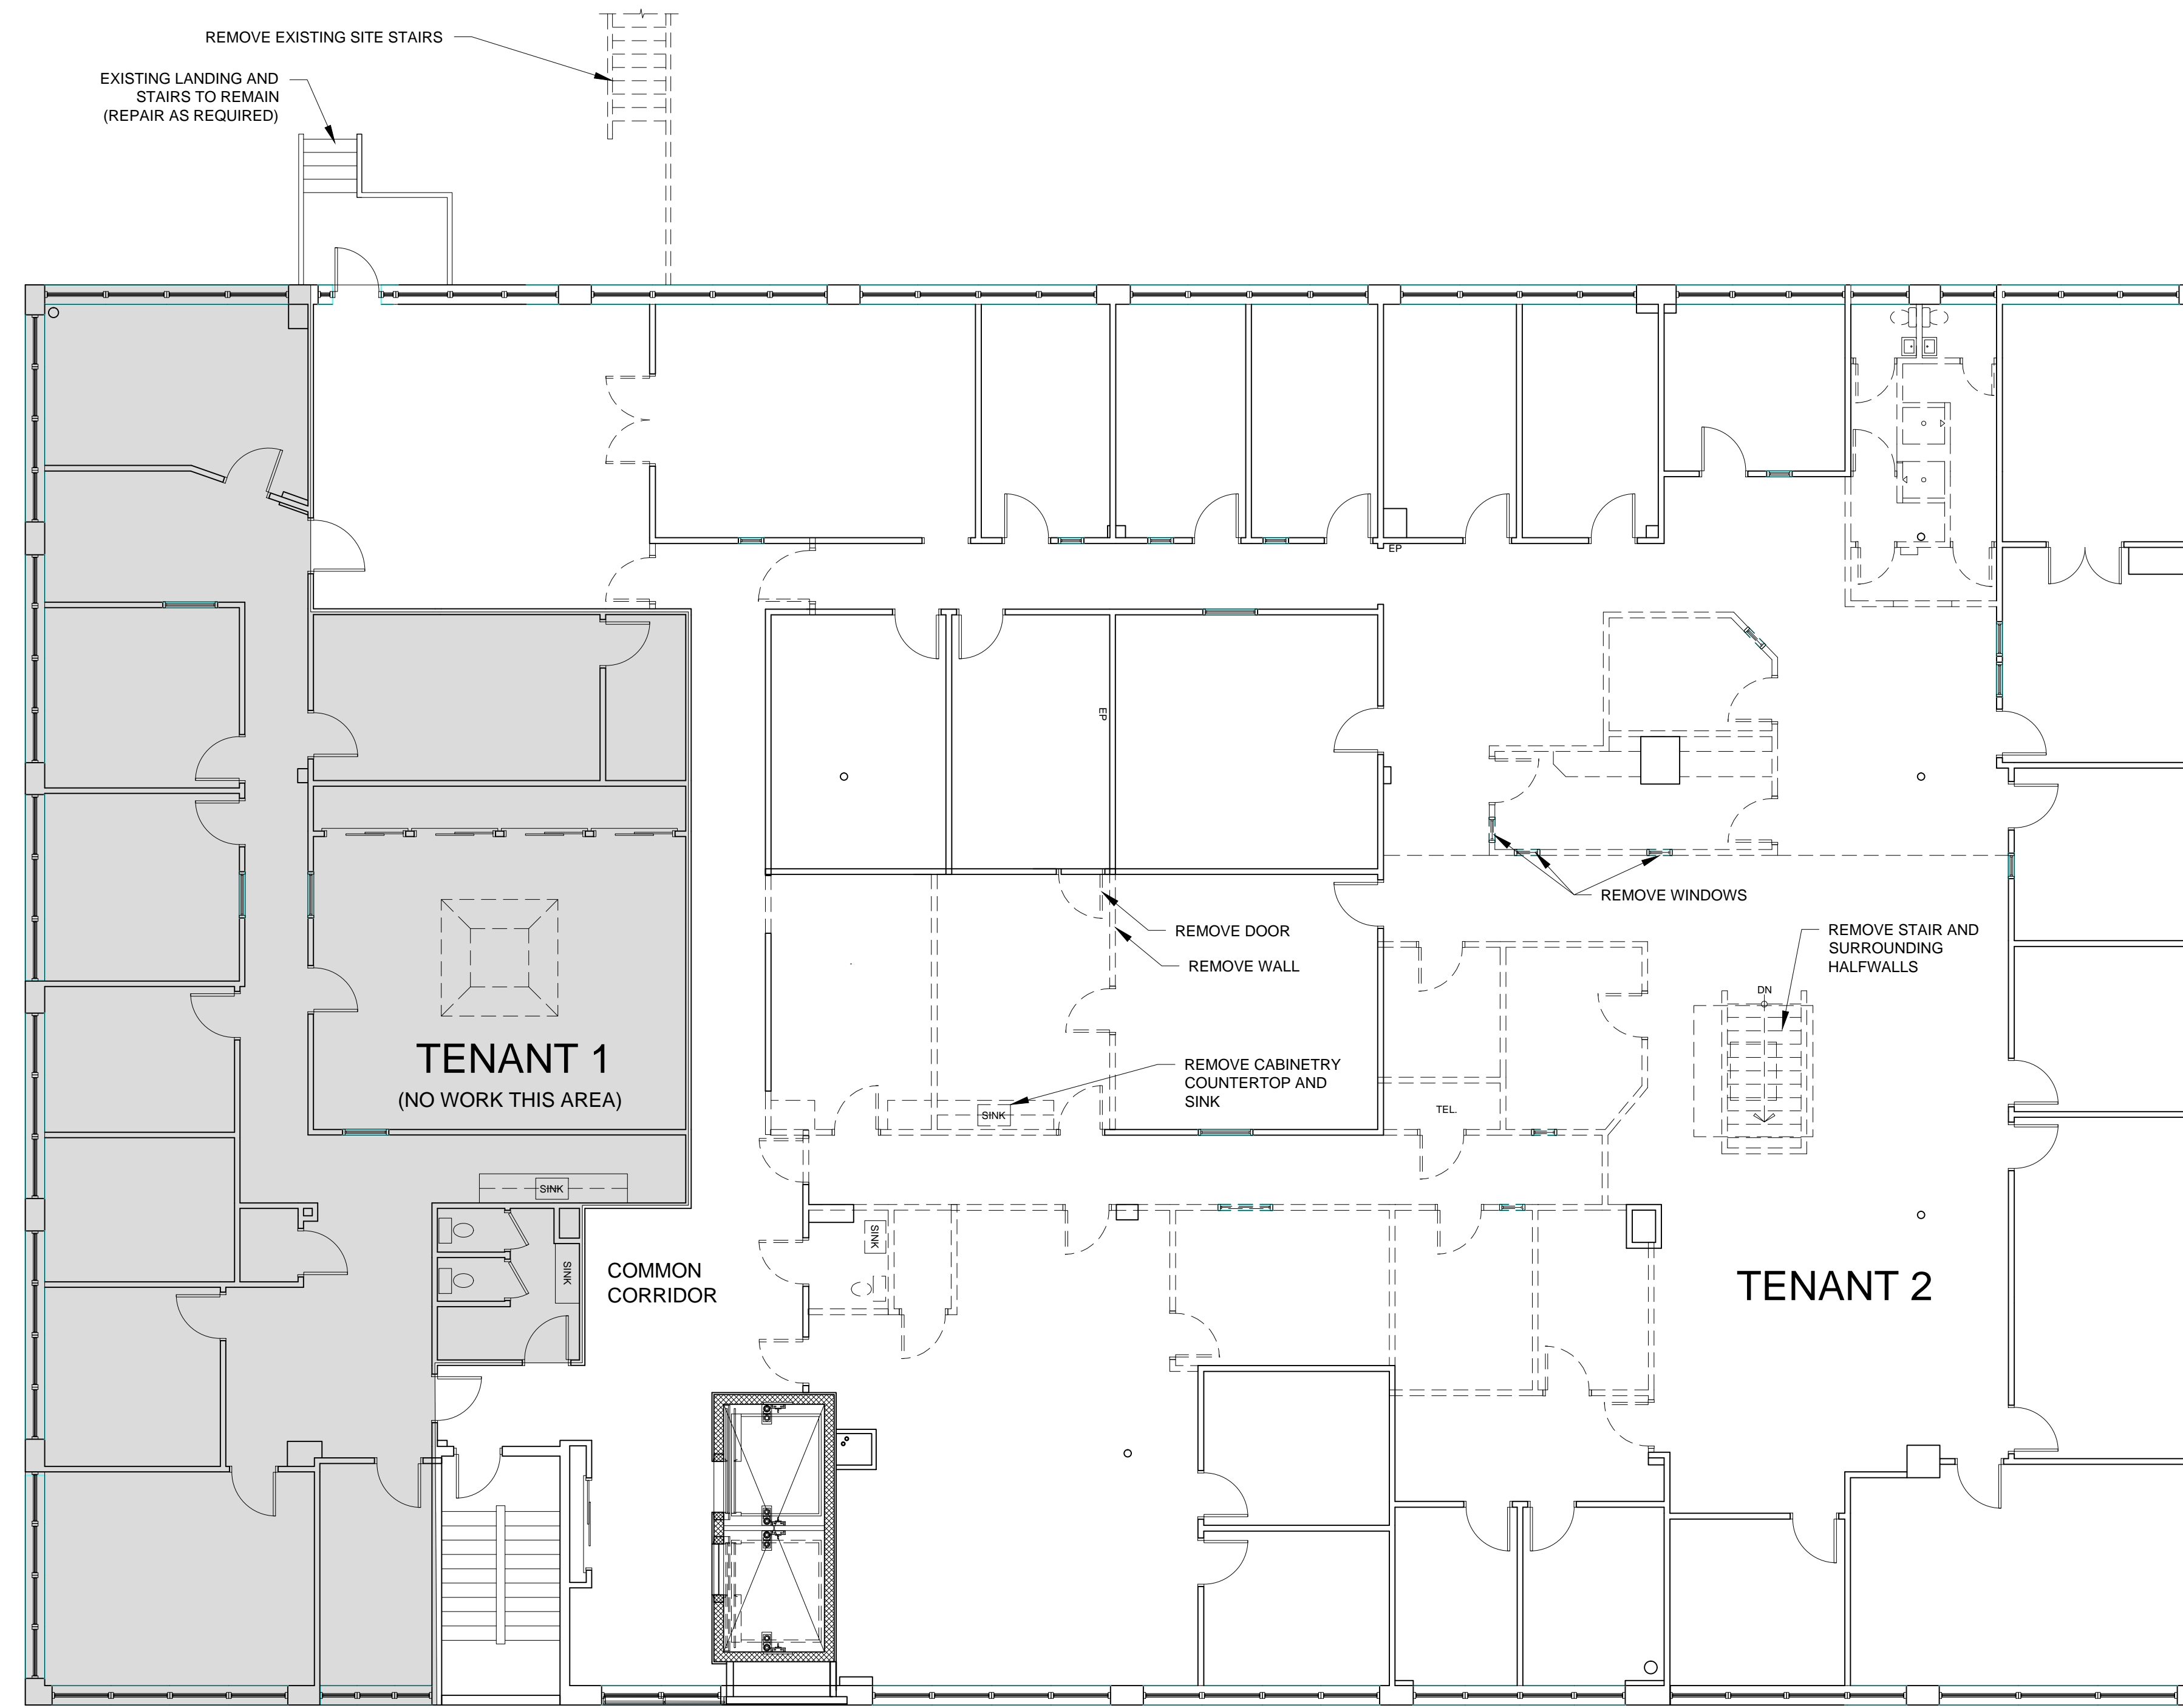 REMOVE EXISTING SITE STAIRS
EXISTING LANDING AND
STAIRS TO REMAIN
(REPAIR AS REQUIRED)
EP
EP
REMOVE WINDOWS
REMOVE DOOR
REMOVE WALL
REMOVE STAIR AND
SURROUNDING
HALFWALLS
DN
TENANT 1
(NO WORK THIS AREA)
REMOVE CABINETRY
COUNTERTOP AND
SINK
SINK
TEL.
SINK
SINK
SINK
COMMON
CORRIDOR
TENANT 2